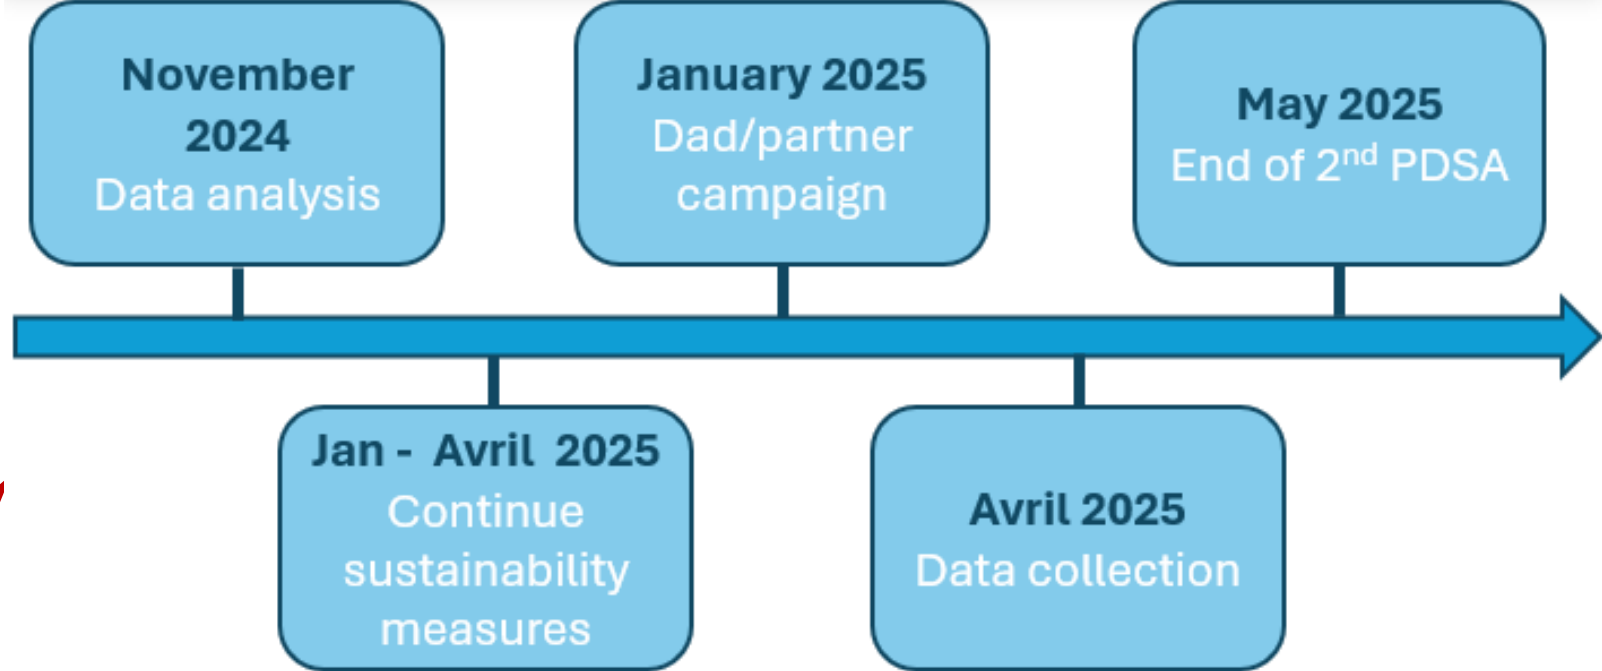 November
2024
Data analysis
January 2025
Dad/partner
campaign
May 2025
End of 2nd PDSA
Jan - Avril 2025
Continue
sustainability
measures
Avril 2025
Data collection